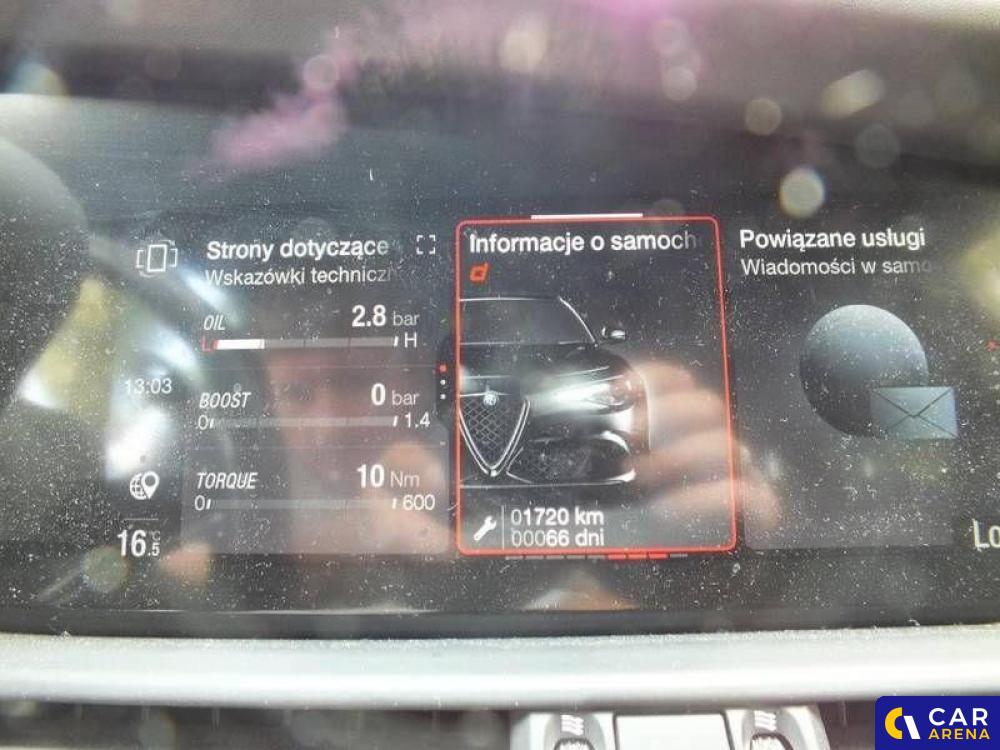 Strony dotyczące
Wskazówki techniczn
OIL 2.8 bar
L H
13:03
BOOST 0 bar
0 1.4
TORQUE 10 Nm
0 600
16.5°C
Informacje o samoch
d
01720 km
00066 dni
Powiązane usługi
Wiadomości w samo
Lo
CAR
ARENA